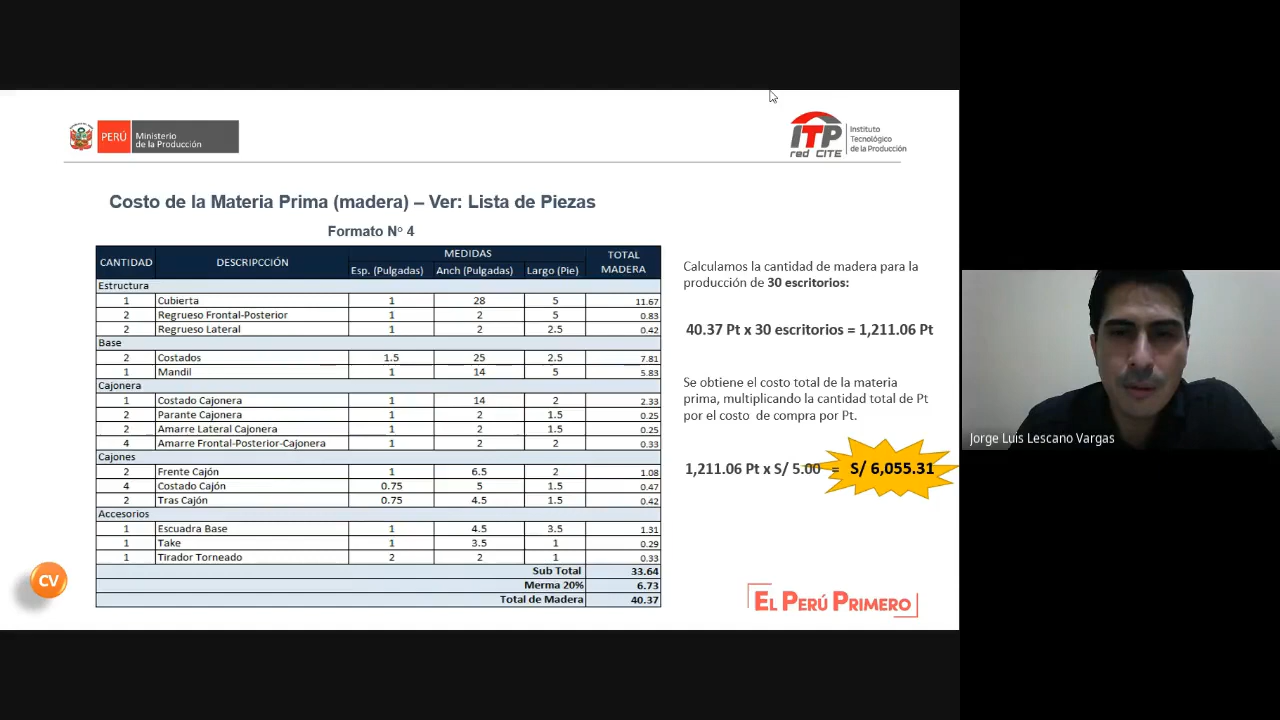 PERÚ
Ministerio
de la Producción
ITP
red CITE
Instituto
Tecnológico
de la Producción
Costo de la Materia Prima (madera) – Ver: Lista de Piezas
Formato Nº 4
CANTIDAD DESCRIPCCIÓN MEDIDAS TOTAL MADERA
Esp. (Pulgadas) Anch (Pulgadas) Largo (Pie)
Estructura
1 Cubierta 1 28 5 11.67
2 Regrueso Frontal-Posterior 1 2 5 0.83
2 Regrueso Lateral 1 2 2.5 0.42
Base
2 Costados 1.5 25 2.5 7.81
1 Mandil 1 14 5 5.83
Cajonera
1 Costado Cajonera 1 14 2 2.33
2 Parante Cajonera 1 2 1.5 0.25
2 Amarre Lateral Cajonera 1 2 1.5 0.25
4 Amarre Frontal-Posterior-Cajonera 1 2 2 0.33
Cajones
2 Frente Cajón 1 6.5 2 1.08
4 Costado Cajón 0.75 5 1.5 0.47
2 Tras Cajón 0.75 4.5 1.5 0.42
Accesorios
1 Escuadra Base 1 4.5 3.5 1.31
1 Take 1 3.5 1 0.29
1 Tirador Torneado 2 2 1 0.33
Sub Total 33.64
Merma 20% 6.73
Total de Madera 40.37
Calculamos la cantidad de madera para la
producción de 30 escritorios:
40.37 Pt x 30 escritorios = 1,211.06 Pt
Se obtiene el costo total de la materia
prima, multiplicando la cantidad total de Pt
por el costo de compra por Pt.
1,211.06 Pt x S/ 5.00 = S/ 6,055.31
CV
EL PERÚ PRIMERO
Jorge Luis Lescano Vargas